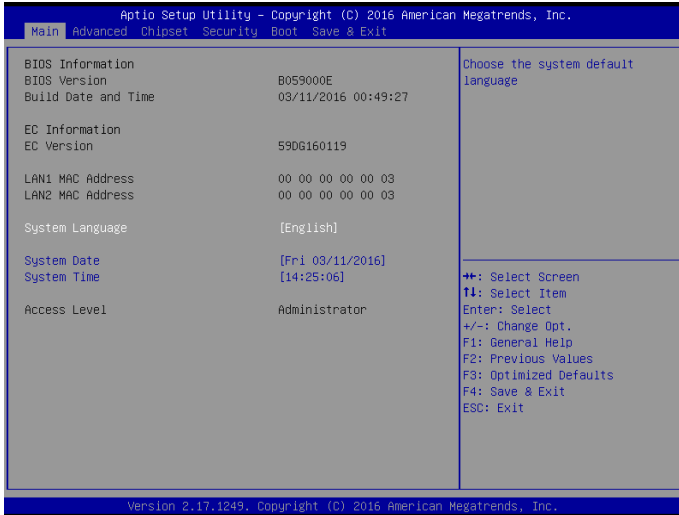 Aptio Setup Utility – Copyright (C) 2016 American Megatrends, Inc.
Main Advanced Chipset Security Boot Save & Exit
BIOS Information
BIOS Version B059000E
Build Date and Time 03/11/2016 00:49:27
EC Information
EC Version 59DG160119
LAN1 MAC Address 00 00 00 00 00 03
LAN2 MAC Address 00 00 00 00 00 03
System Language [English]
System Date [Fri 03/11/2016]
System Time [14:25:06]
Access Level Administrator
Choose the system default
language
→←: Select Screen
↑↓: Select Item
Enter: Select
+/-: Change Opt.
F1: General Help
F2: Previous Values
F3: Optimized Defaults
F4: Save & Exit
ESC: Exit
Version 2.17.1249. Copyright (C) 2016 American Megatrends, Inc.